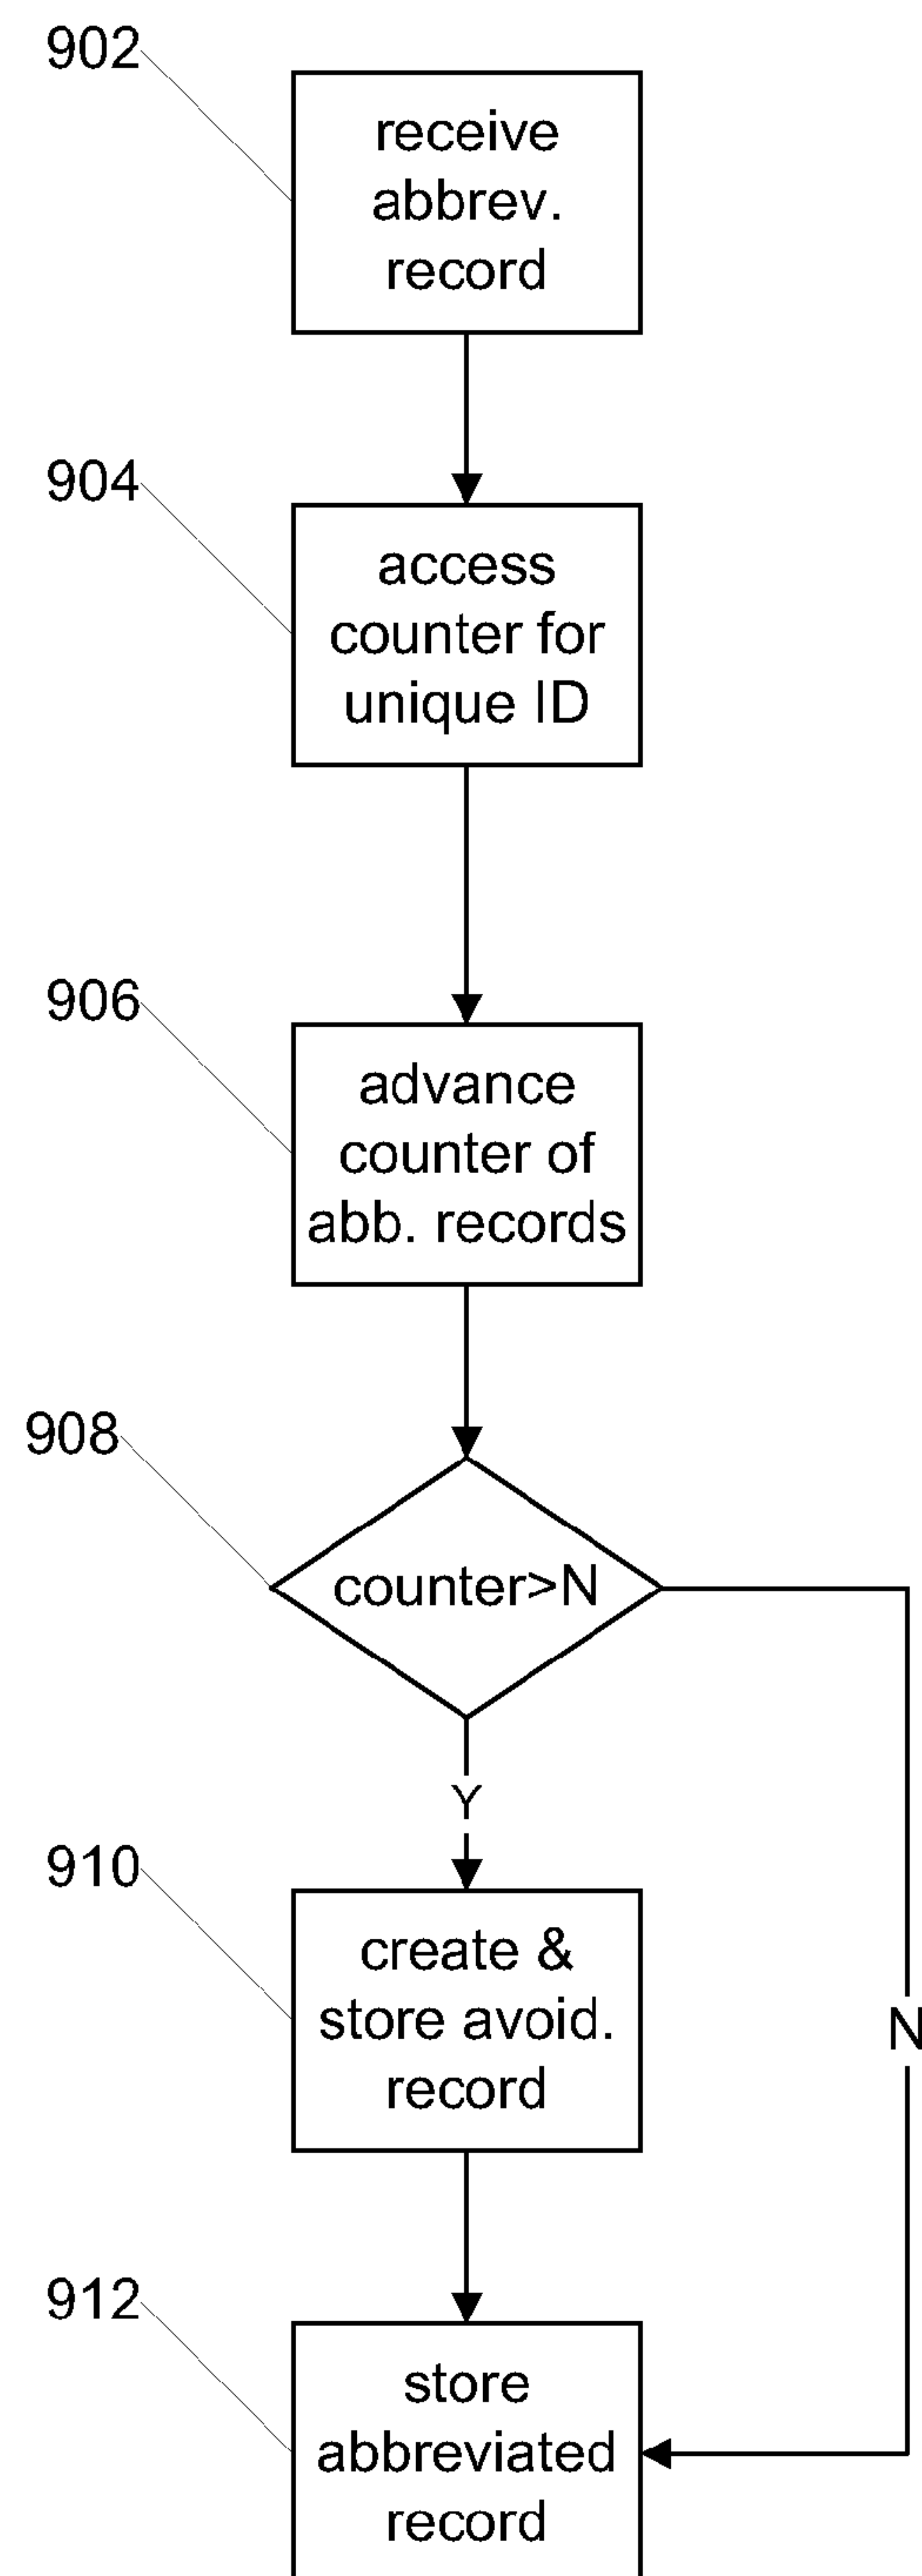 902
receive
abbrev.
record
904
access
counter for
unique ID
906
advance
counter of
abb. records
908
counter>N
Y
910
create &
store avoid.
record
N
912
store
abbreviated
record